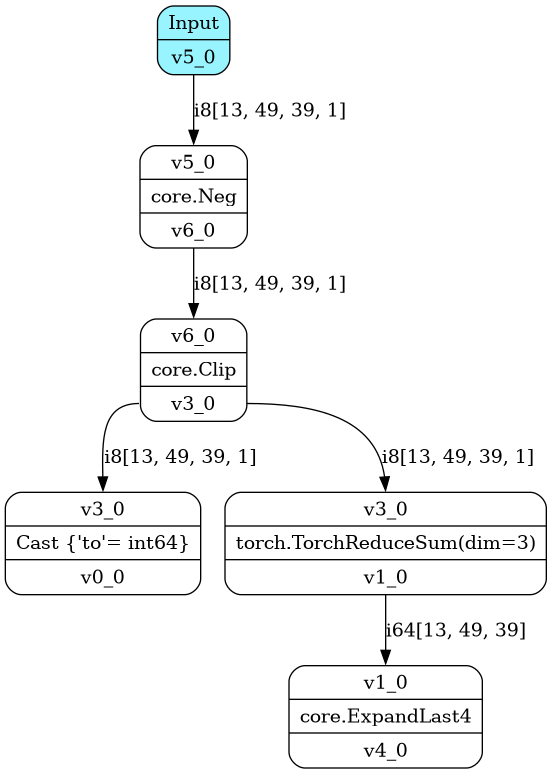 Input
v5_0
i8[13, 49, 39, 1]
v5_0
core.Neg
v6_0
i8[13, 49, 39, 1]
v6_0
core.Clip
v3_0
i8[13, 49, 39, 1]
i8[13, 49, 39, 1]
v3_0
Cast {'to'= int64}
v0_0
v3_0
torch.TorchReduceSum(dim=3)
v1_0
i64[13, 49, 39]
v1_0
core.ExpandLast4
v4_0